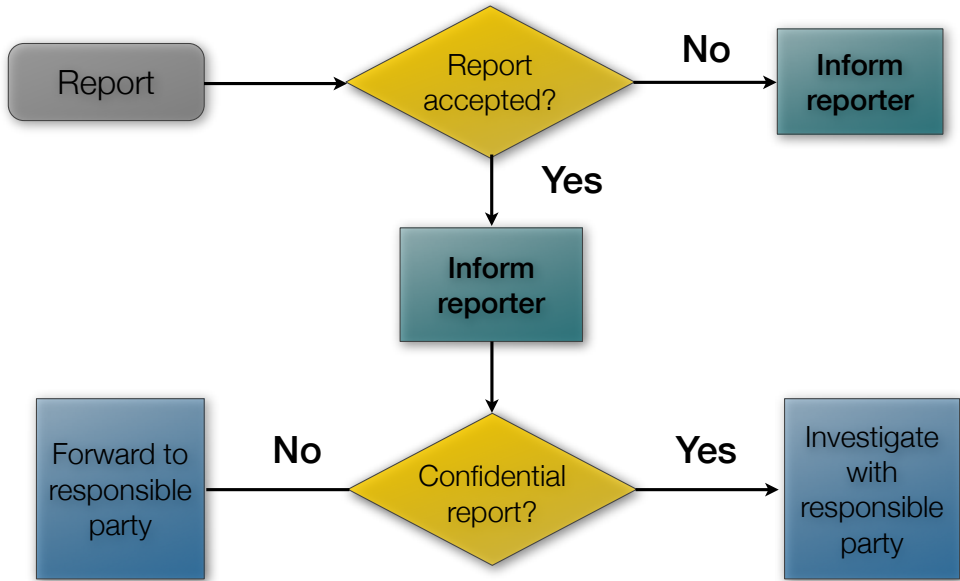 Report
Report
accepted?
No
Inform
reporter
Yes
Inform
reporter
Forward to
responsible
party
No
Confidential
report?
Yes
Investigate
with
responsible
party